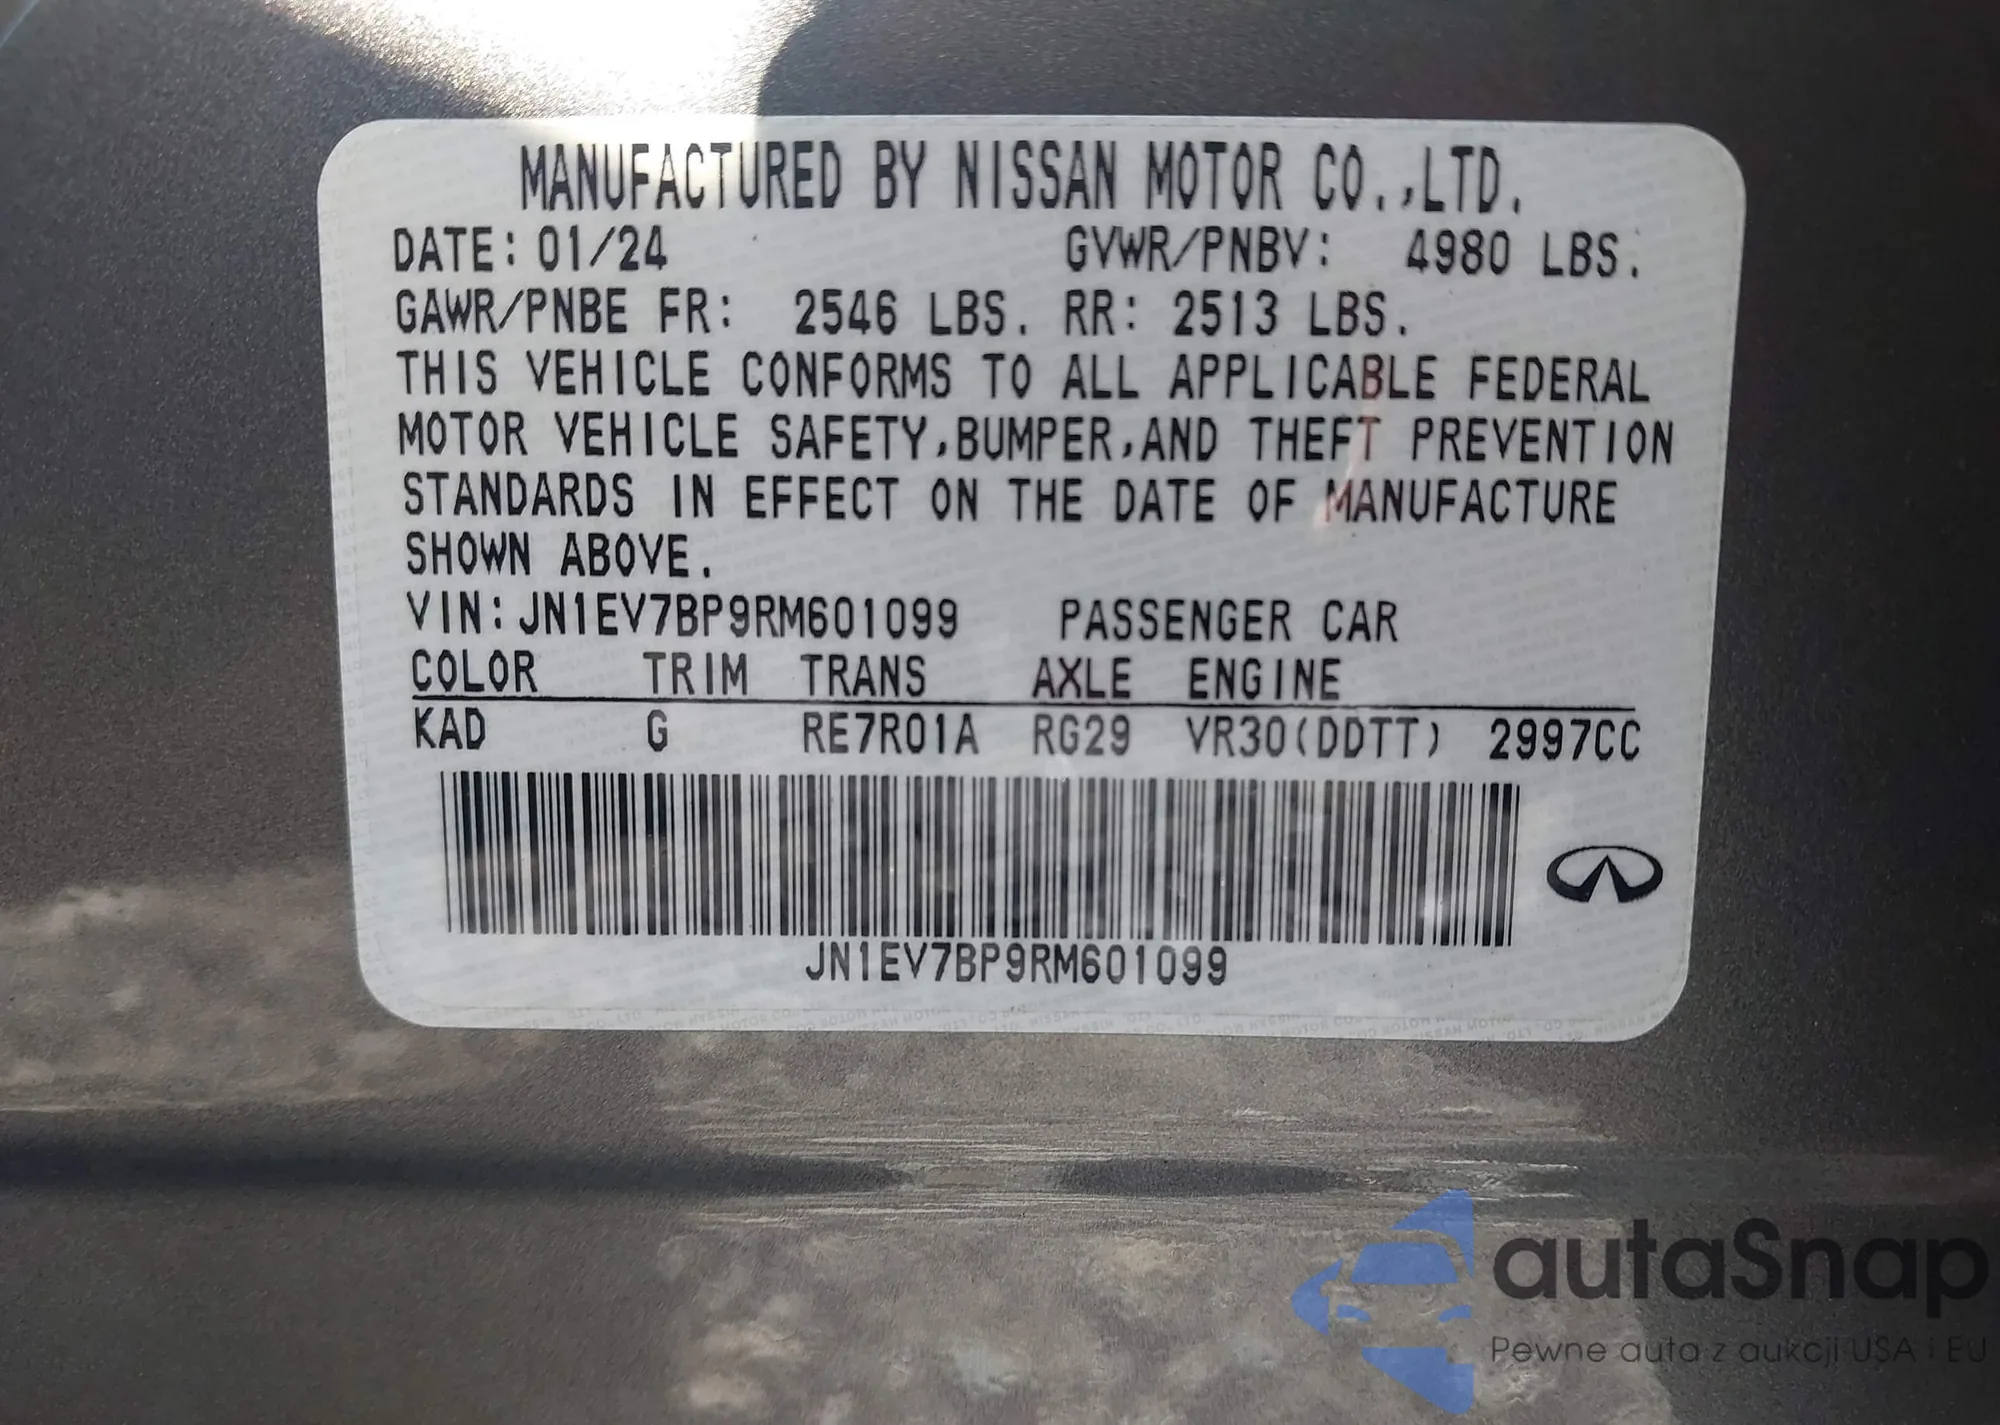 MANUFACTURED BY NISSAN MOTOR CO.,LTD.
DATE: 01/24 GVWR/PNBV: 4980 LBS.
GAWR/PNBE FR: 2546 LBS. RR: 2513 LBS.
THIS VEHICLE CONFORMS TO ALL APPLICABLE FEDERAL
MOTOR VEHICLE SAFETY,BUMPER,AND THEFT PREVENTION
STANDARDS IN EFFECT ON THE DATE OF MANUFACTURE
SHOWN ABOVE.
VIN:JN1EV7BP9RM601099 PASSENGER CAR
COLOR TRIM TRANS AXLE ENGINE
KAD G RE7R01A RG29 VR30(DDTT) 2997CC
JN1EV7BP9RM601099
autaSnap
Pewne auta z aukcji USA i EU